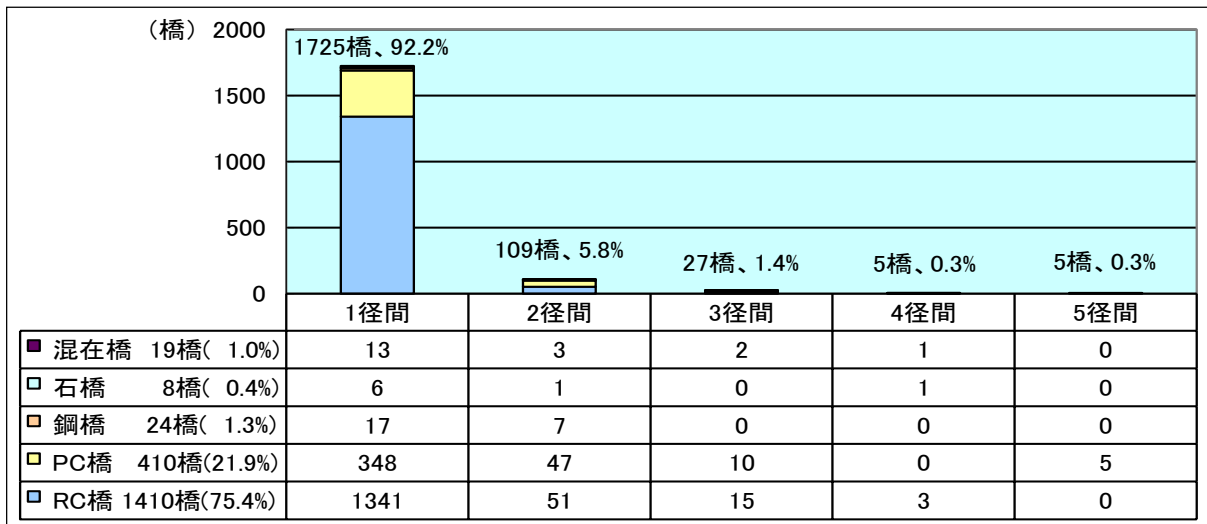 （橋） 2000
1725橋、92.2%
1500
1000
500
109橋、5.8%
27橋、1.4%
5橋、0.3%
5橋、0.3%
0
1径間 2径間 3径間 4径間 5径間
混在橋 19橋( 1.0%) 13 3 2 1 0
石橋 8橋( 0.4%) 6 1 0 1 0
鋼橋 24橋( 1.3%) 17 7 0 0 0
PC橋 410橋(21.9%) 348 47 10 0 5
RC橋 1410橋(75.4%) 1341 51 15 3 0